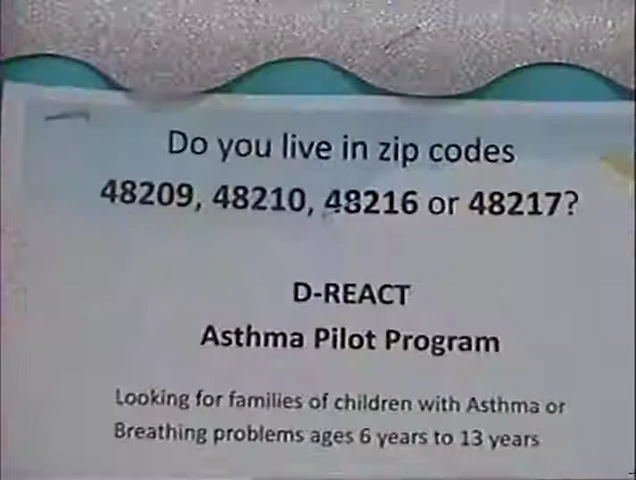 Do you live in zip codes
48209, 48210, 48216 or 48217?
D-REACT
Asthma Pilot Program
Looking for families of children with Asthma or
Breathing problems ages 6 years to 13 years